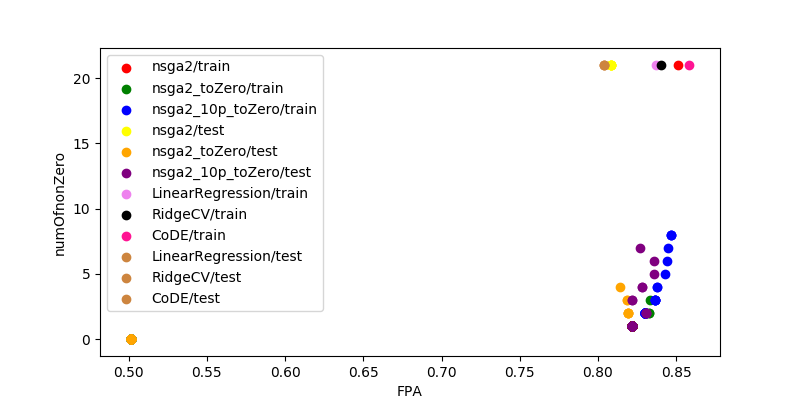 nsga2/train
nsga2_toZero/train
nsga2_10p_toZero/train
nsga2/test
nsga2_toZero/test
nsga2_10p_toZero/test
LinearRegression/train
RidgeCV/train
CoDE/train
LinearRegression/test
RidgeCV/test
CoDE/test
numOfnonZero
20
15
10
5
0
0.50 0.55 0.60 0.65 0.70 0.75 0.80 0.85
FPA